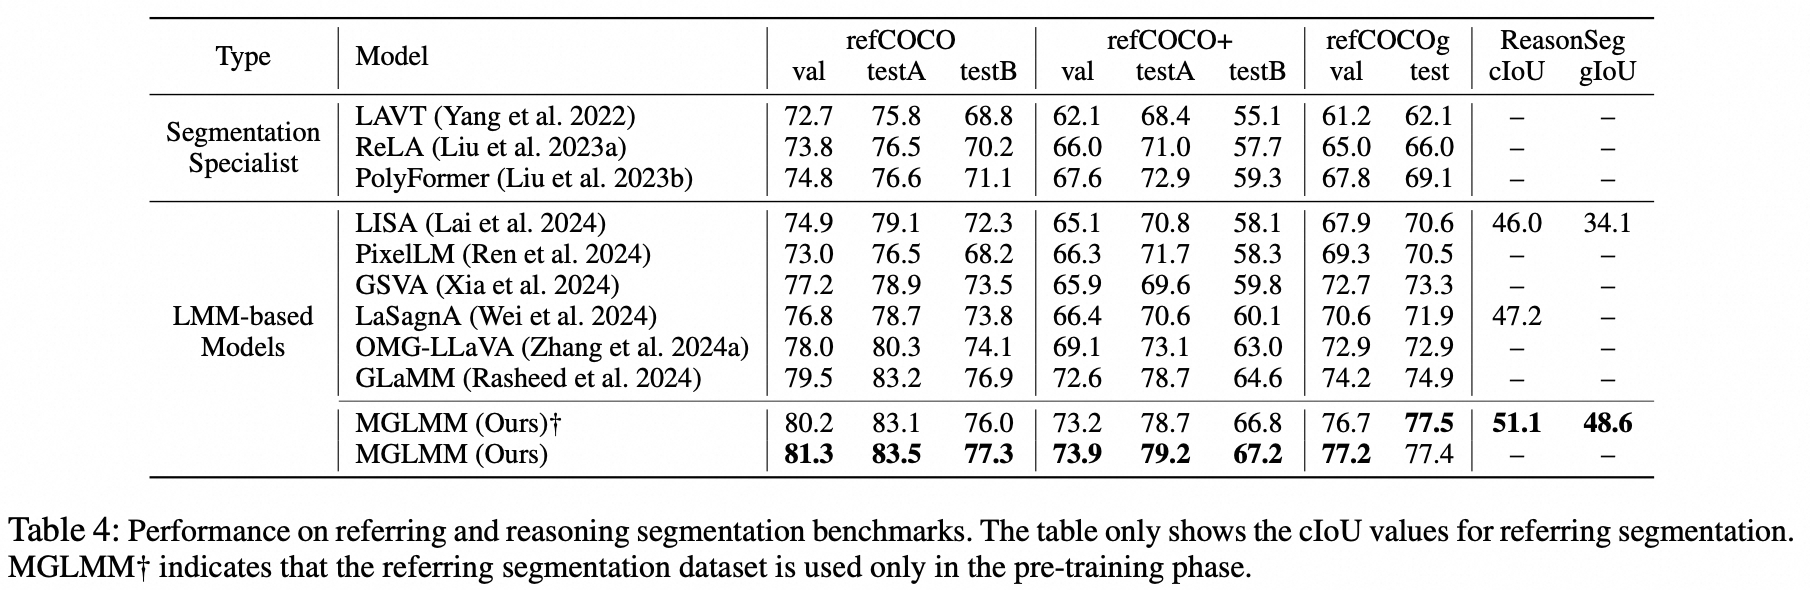 Type Model refCOCO refCOCO+ refCOCOg ReasonSeg
val testA testB val testA testB val test cIoU gIoU
Segmentation Specialist
LAVT (Yang et al. 2022) 72.7 75.8 68.8 62.1 68.4 55.1 61.2 62.1 – –
ReLA (Liu et al. 2023a) 73.8 76.5 70.2 66.0 71.0 57.7 65.0 66.0 – –
PolyFormer (Liu et al. 2023b) 74.8 76.6 71.1 67.6 72.9 59.3 67.8 69.1 – –
LMM-based Models
LISA (Lai et al. 2024) 74.9 79.1 72.3 65.1 70.8 58.1 67.9 70.6 46.0 34.1
PixelLM (Ren et al. 2024) 73.0 76.5 68.2 66.3 71.7 58.3 69.3 70.5 – –
GSVA (Xia et al. 2024) 77.2 78.9 73.5 65.9 69.6 59.8 72.7 73.3 – –
LaSagnA (Wei et al. 2024) 76.8 78.7 73.8 66.4 70.6 60.1 70.6 71.9 47.2 –
OMG-LLaVA (Zhang et al. 2024a) 78.0 80.3 74.1 69.1 73.1 63.0 72.9 72.9 – –
GLaMM (Rasheed et al. 2024) 79.5 83.2 76.9 72.6 78.7 64.6 74.2 74.9 – –
MGLMM (Ours)† 80.2 83.1 76.0 73.2 78.7 66.8 76.7 77.5 51.1 48.6
MGLMM (Ours) 81.3 83.5 77.3 73.9 79.2 67.2 77.2 77.4 – –
Table 4: Performance on referring and reasoning segmentation benchmarks. The table only shows the cIoU values for referring segmentation.
MGLMM† indicates that the referring segmentation dataset is used only in the pre-training phase.